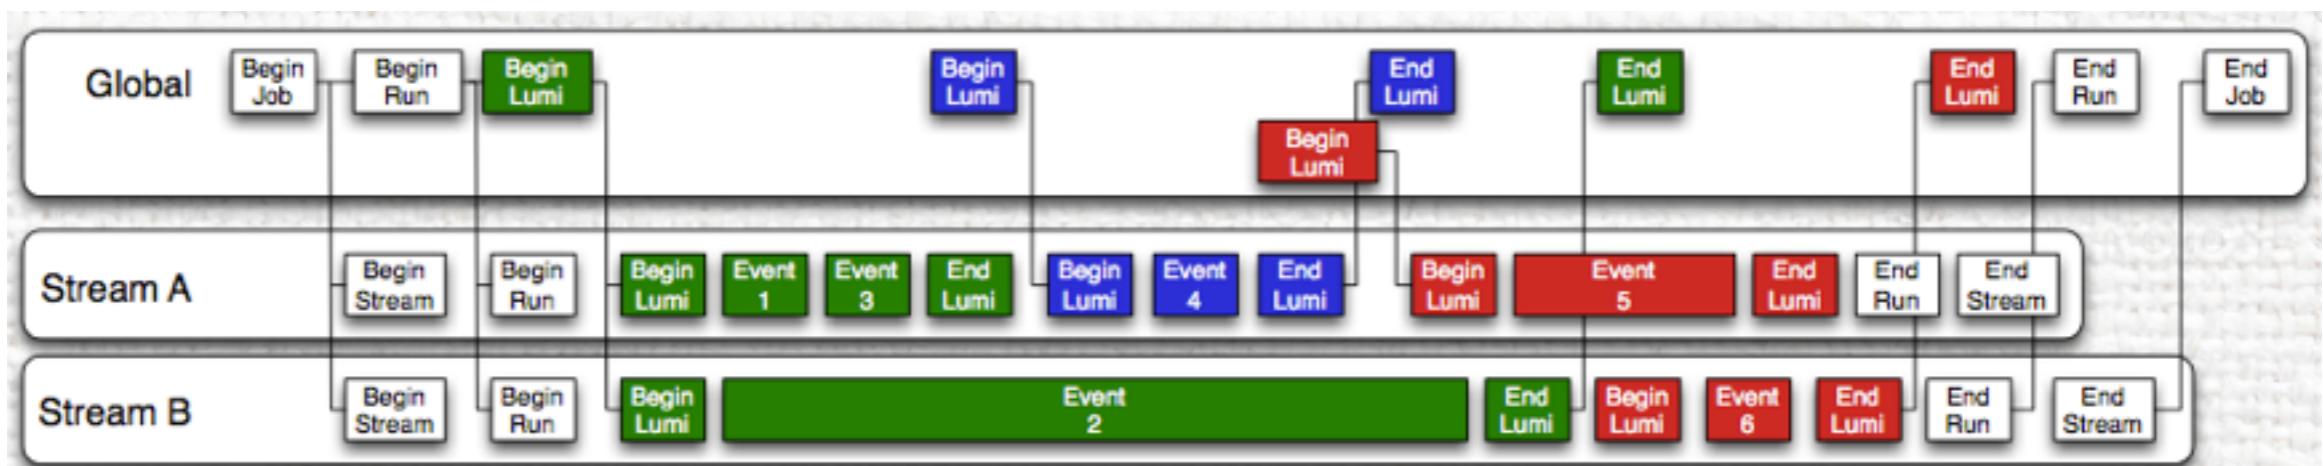 Global
Begin
Job
Begin
Run
Begin
Lumi
Begin
Lumi
Begin
Lumi
End
Lumi
End
Lumi
End
Lumi
End
Run
End
Job
Stream A
Begin
Stream
Begin
Run
Begin
Lumi
Event
1
Event
3
End
Lumi
Begin
Lumi
Event
4
End
Lumi
Begin
Lumi
Event
5
End
Lumi
End
Run
End
Stream
Stream B
Begin
Stream
Begin
Run
Begin
Lumi
Event
2
End
Lumi
Begin
Lumi
Event
6
End
Lumi
End
Run
End
Stream